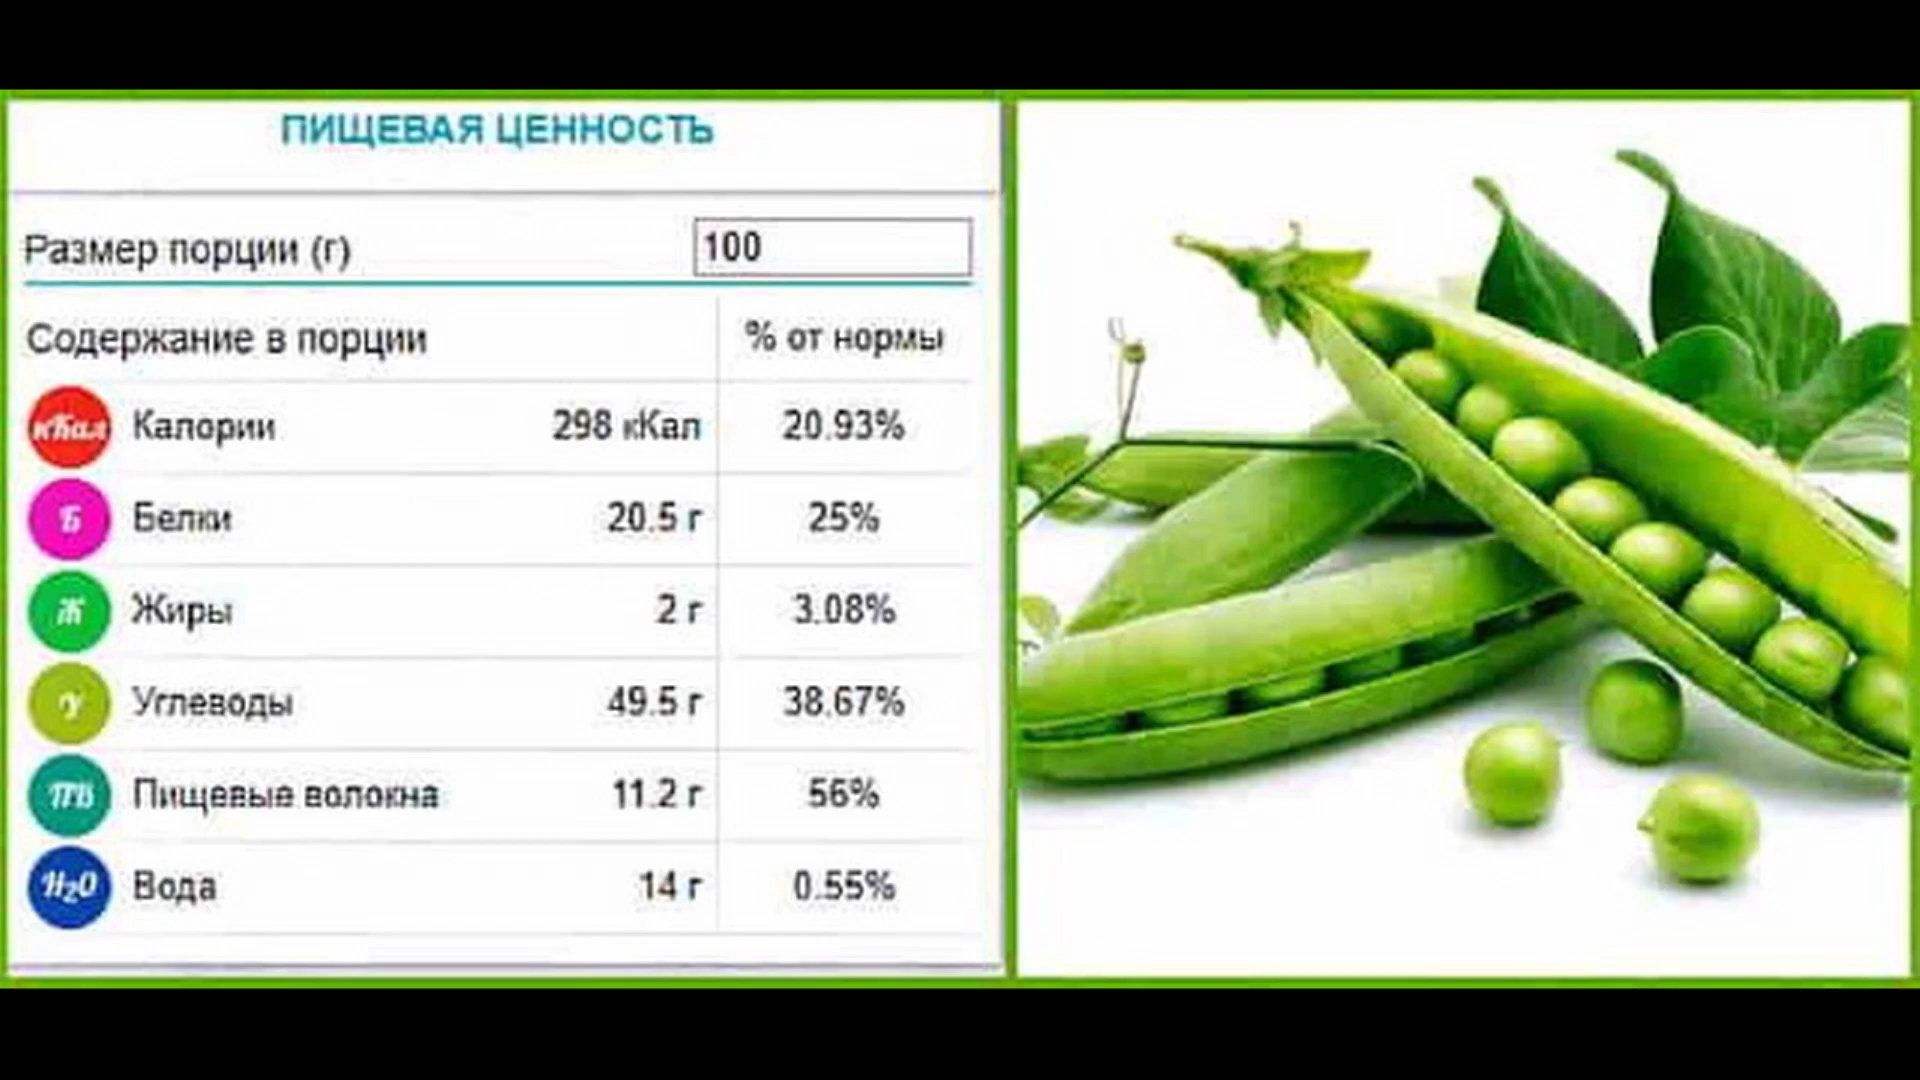 ПИЩЕВАЯ ЦЕННОСТЬ
Размер порции (г) 100
Содержание в порции % от нормы
кКал Калории 298 кКал 20.93%
Б Белки 20.5 г 25%
Ж Жиры 2 г 3.08%
У Углеводы 49.5 г 38.67%
ПВ Пищевые волокна 11.2 г 56%
H₂O Вода 14 г 0.55%